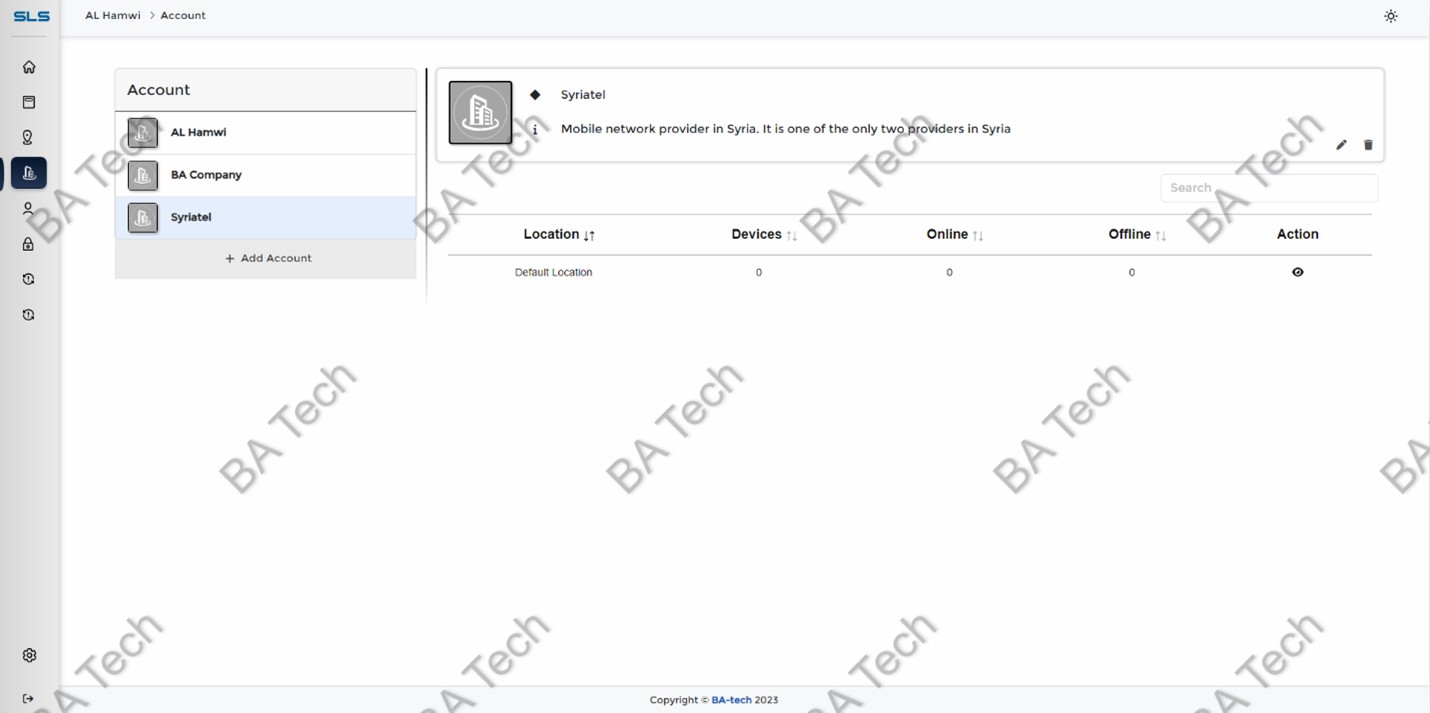 SLS
AL Hamwi > Account
Account
AL Hamwi
BA Company
Syriatel
+ Add Account
Syriatel
Mobile network provider in Syria. It is one of the only two providers in Syria
Search
Location Devices Online Offline Action
Default Location 0 0 0
BA Tech
BA Tech
BA Tech
BA Tech
BA Tech
BA Tech
BA Tech
BA
BA Tech
BA Tech
BA Tech
BA Tech
Copyright © BA-tech 2023